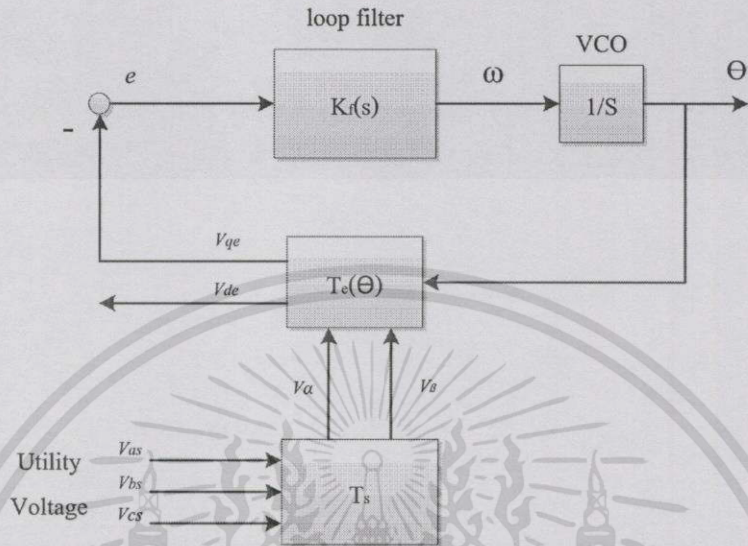 loop filter
VCO
e
Kf(s)
ω
1/S
Θ
-
Vqe
Vde
Te(Θ)
Vα
Vβ
Utility
Voltage
Vas
Vbs
Vcs
Ts